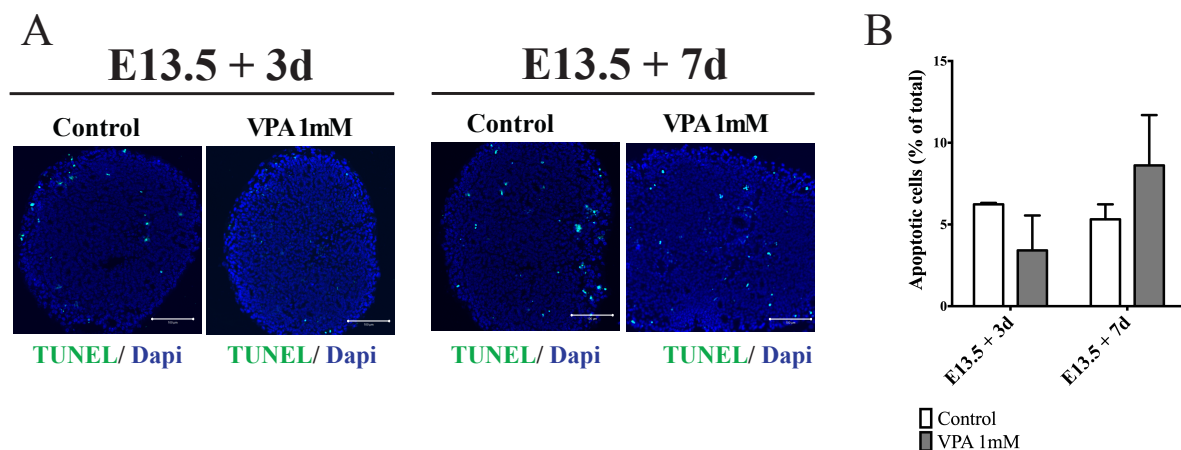 A
E13.5 + 3d
E13.5 + 7d
Control
VPA 1mM
Control
VPA 1mM
TUNEL/ Dapi
TUNEL/ Dapi
TUNEL/ Dapi
TUNEL/ Dapi
B
Apoptotic cells (% of total)
15
10
5
0
E13.5 + 3d
E13.5 + 7d
Control
VPA 1mM